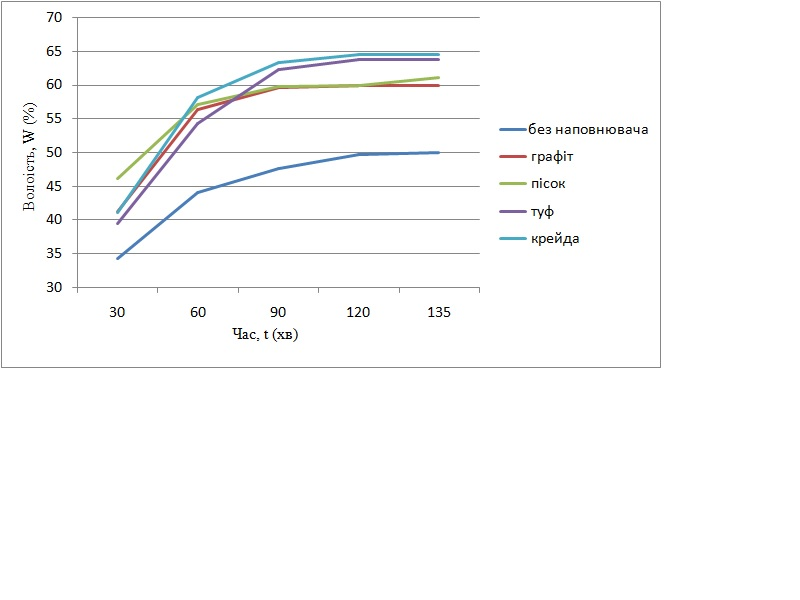 70
65
60
55
50
45
40
35
30
Волоість, W (%)
30 60 90 120 135
Час, t (хв)
без наповнювача
графіт
пісок
туф
крейда